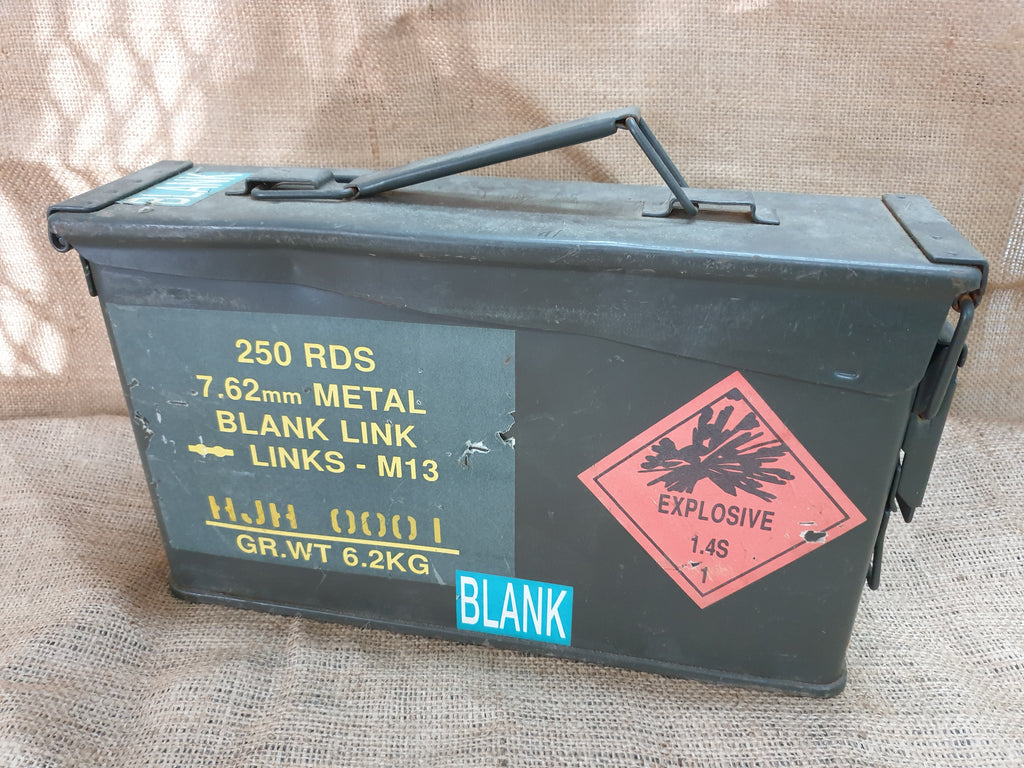 BLANK
250 RDS
7.62mm METAL
BLANK LINK
LINKS - M13
HJH 0001
GR.WT 6.2KG
BLANK
EXPLOSIVE
1.4S
1